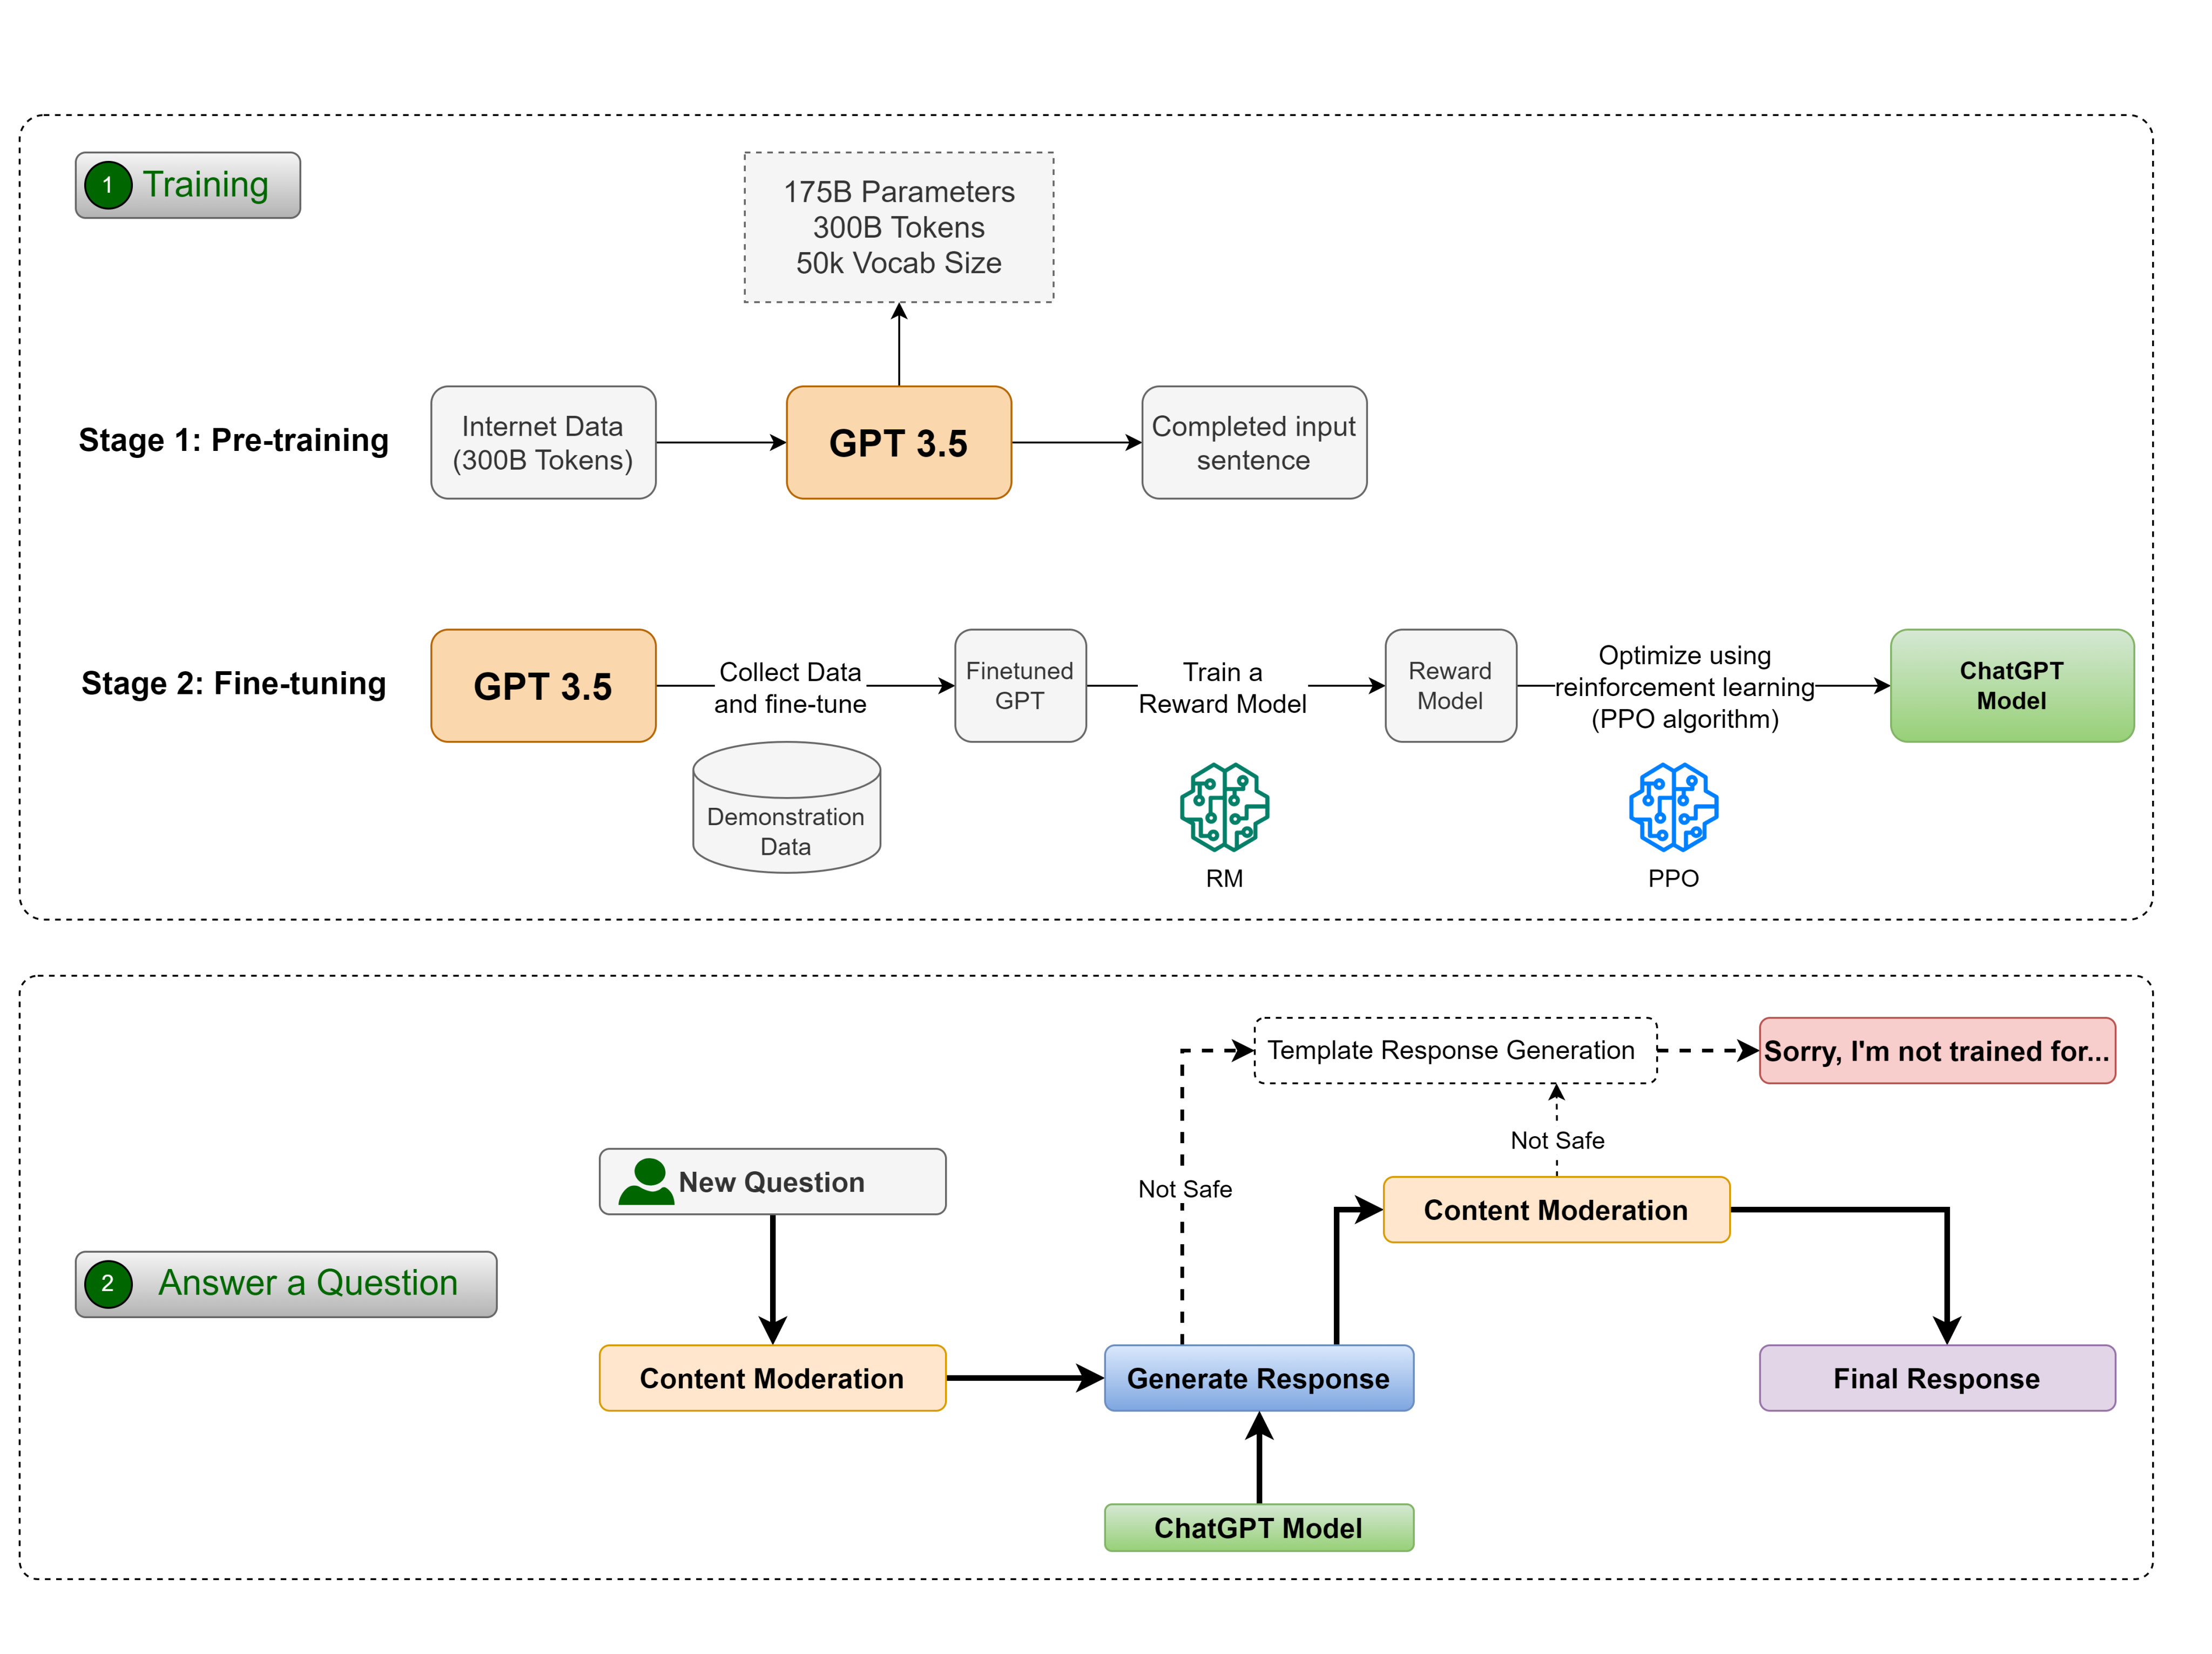 1 Training
175B Parameters
300B Tokens
50k Vocab Size
Stage 1: Pre-training
Internet Data
(300B Tokens)
GPT 3.5
Completed input
sentence
Stage 2: Fine-tuning
GPT 3.5
Collect Data
and fine-tune
Finetuned
GPT
Train a
Reward Model
Reward
Model
Optimize using
reinforcement learning
(PPO algorithm)
ChatGPT
Model
Demonstration
Data
RM
PPO
Template Response Generation
Sorry, I'm not trained for...
Not Safe
Not Safe
New Question
Content Moderation
2 Answer a Question
Content Moderation
Generate Response
Final Response
ChatGPT Model